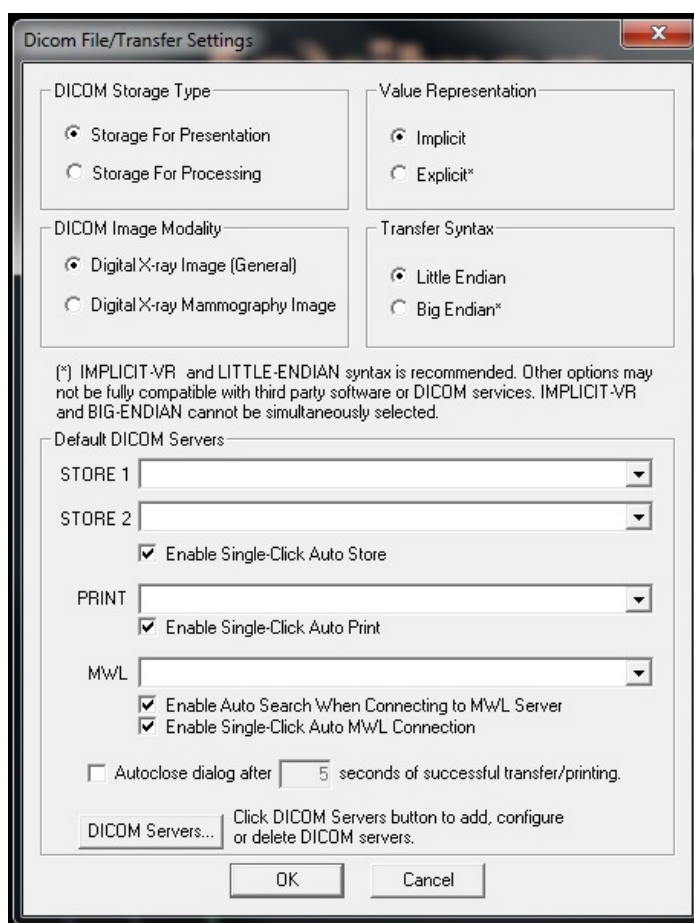 Dicom File/Transfer Settings
DICOM Storage Type
Storage For Presentation
Storage For Processing
Value Representation
Implicit
Explicit*
DICOM Image Modality
Digital X-ray Image (General)
Digital X-ray Mammography Image
Transfer Syntax
Little Endian
Big Endian*
(*) IMPLICIT-VR and LITTLE-ENDIAN syntax is recommended. Other options may
not be fully compatible with third party software or DICOM services. IMPLICIT-VR
and BIG-ENDIAN cannot be simultaneously selected.
Default DICOM Servers
STORE 1
STORE 2
Enable Single-Click Auto Store
PRINT
Enable Single-Click Auto Print
MWL
Enable Auto Search When Connecting to MWL Server
Enable Single-Click Auto MWL Connection
Autoclose dialog after 5 seconds of successful transfer/printing.
DICOM Servers...
Click DICOM Servers button to add, configure
or delete DICOM servers.
OK
Cancel